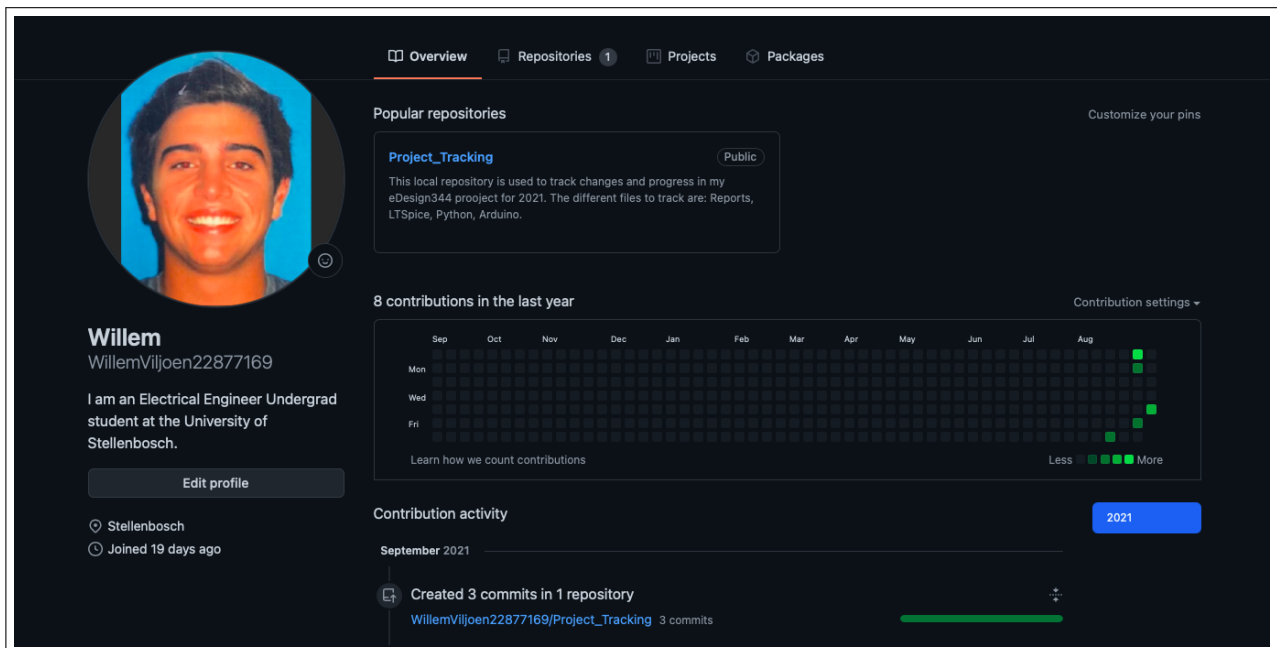 Overview Repositories 1 Projects Packages
Popular repositories
Customize your pins
Project_Tracking
Public
This local repository is used to track changes and progress in my
eDesign344 prooject for 2021. The different files to track are: Reports,
LTSpice, Python, Arduino.
Willem
WillemViljoen22877169
I am an Electrical Engineer Undergrad
student at the University of
Stellenbosch.
Edit profile
Stellenbosch
Joined 19 days ago
8 contributions in the last year
Contribution settings
Sep Oct Nov Dec Jan Feb Mar Apr May Jun Jul Aug
Mon
Wed
Fri
Learn how we count contributions
Less More
Contribution activity
2021
September 2021
Created 3 commits in 1 repository
WillemViljoen22877169/Project_Tracking 3 commits